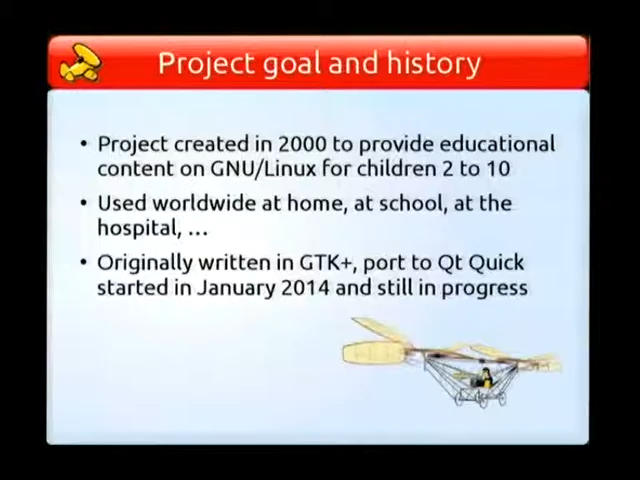 Project goal and history
• Project created in 2000 to provide educational
content on GNU/Linux for children 2 to 10
• Used worldwide at home, at school, at the
hospital, ...
• Originally written in GTK+, port to Qt Quick
started in January 2014 and still in progress